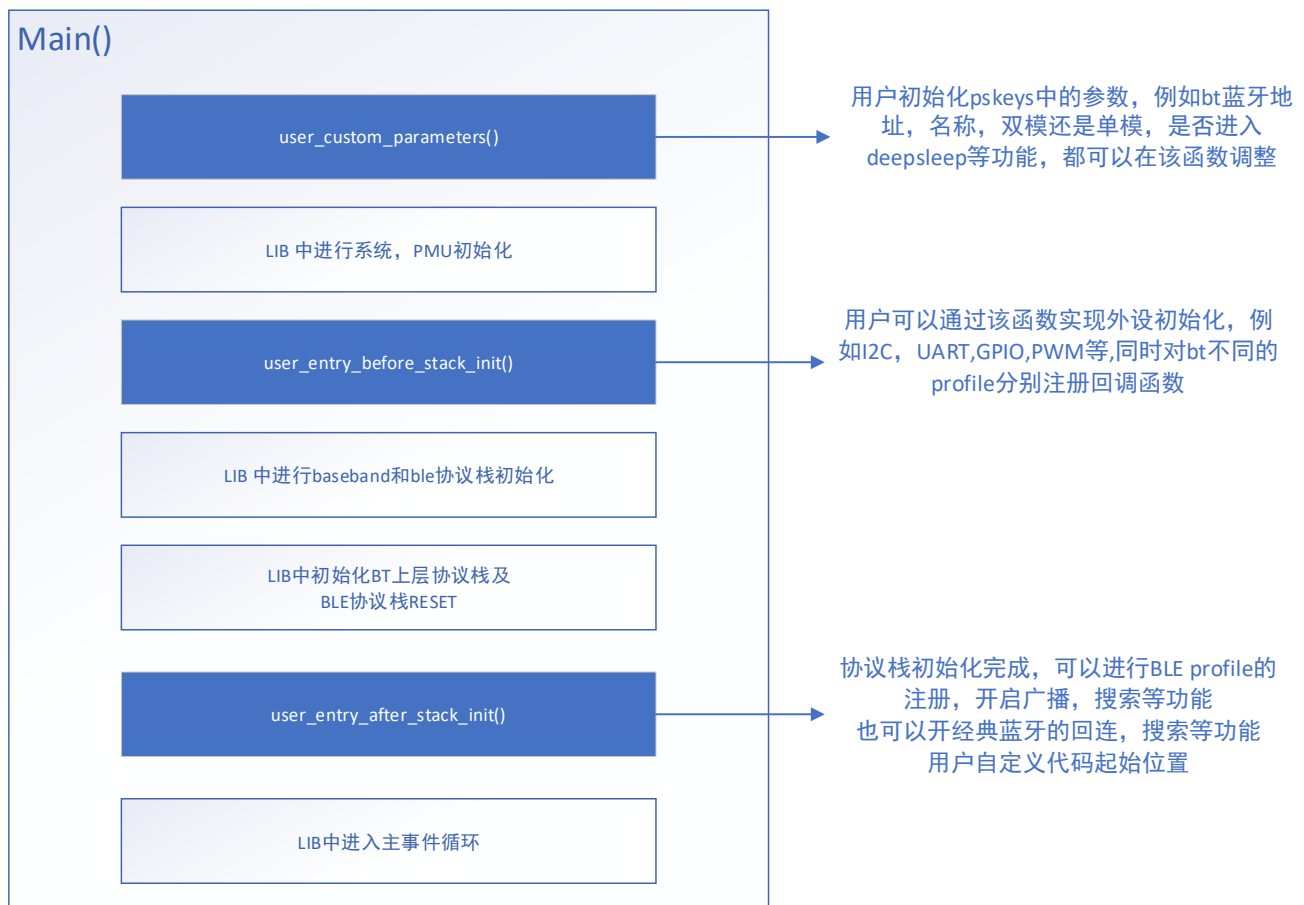 Main()
user_custom_parameters()
用户初始化pskeys中的参数，例如bt蓝牙地
址，名称，双模还是单模，是否进入
deepsleep等功能，都可以在该函数调整
LIB 中进行系统，PMU初始化
user_entry_before_stack_init()
用户可以通过该函数实现外设初始化，例
如I2C，UART,GPIO,PWM等,同时对bt不同的
profile分别注册回调函数
LIB 中进行baseband和ble协议栈初始化
LIB中初始化BT上层协议栈及
BLE协议栈RESET
user_entry_after_stack_init()
协议栈初始化完成，可以进行BLE profile的
注册，开启广播，搜索等功能
也可以开经典蓝牙的回连，搜索等功能
用户自定义代码起始位置
LIB中进入主事件循环